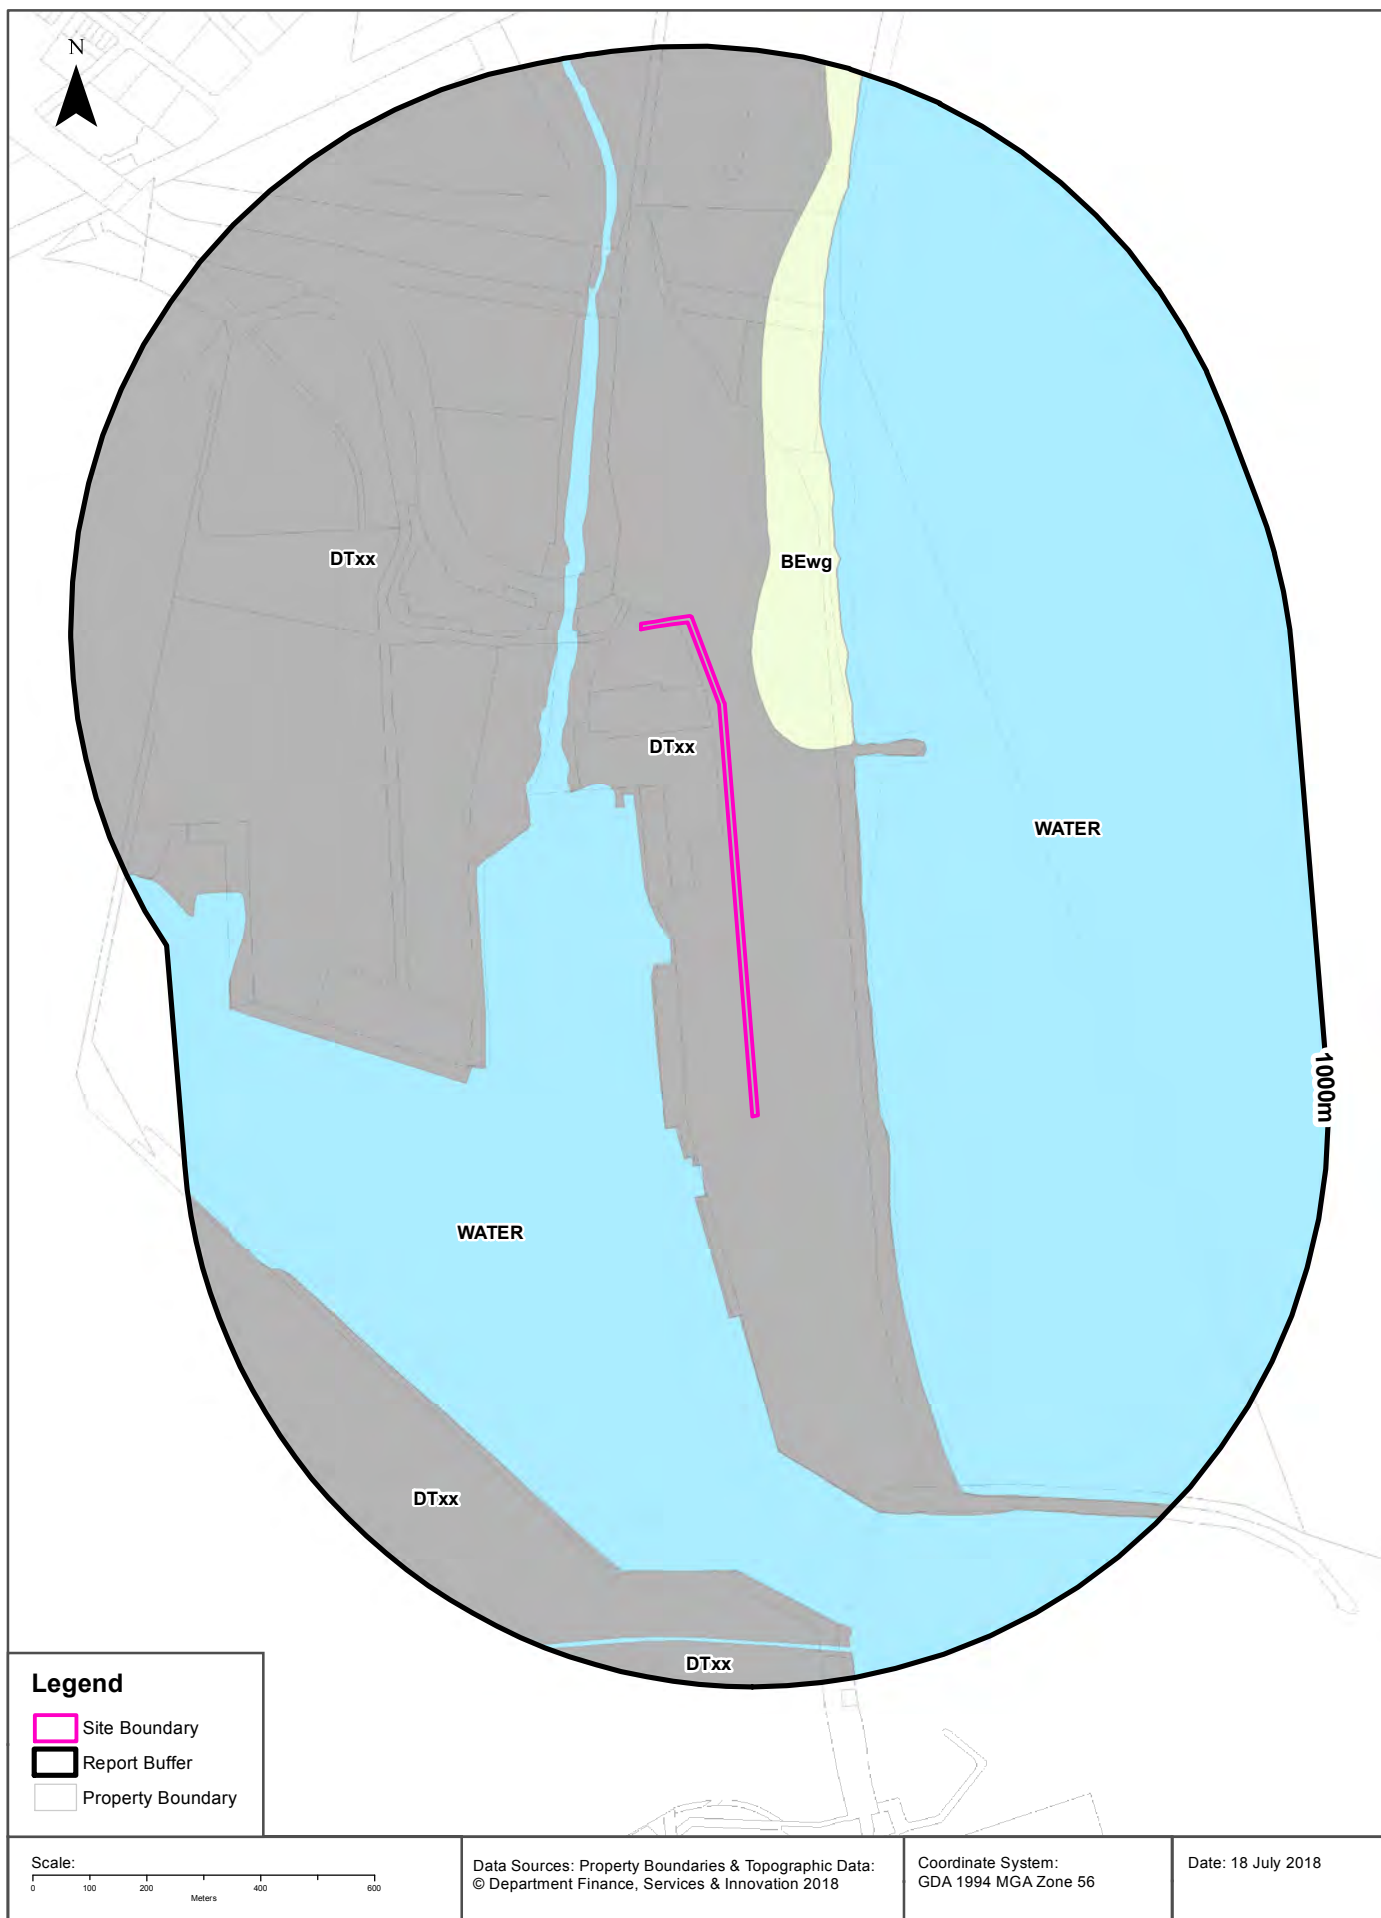 N
DTxx
BEwg
DTxx
WATER
1000m
WATER
DTxx
DTxx
Legend
Site Boundary
Report Buffer
Property Boundary
Scale:
0 100 200 400 600
Meters
Data Sources: Property Boundaries & Topographic Data:
© Department Finance, Services & Innovation 2018
Coordinate System:
GDA 1994 MGA Zone 56
Date: 18 July 2018